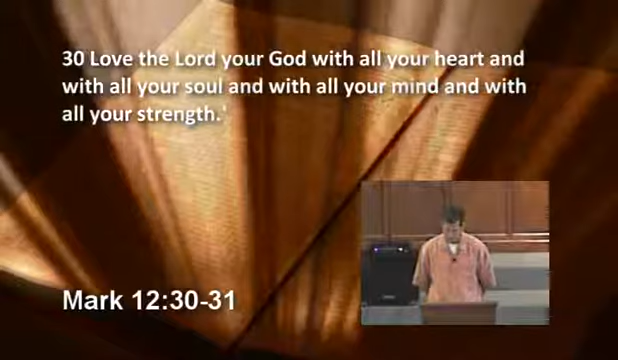 30 Love the Lord your God with all your heart and
with all your soul and with all your mind and with
all your strength.'
Mark 12:30-31